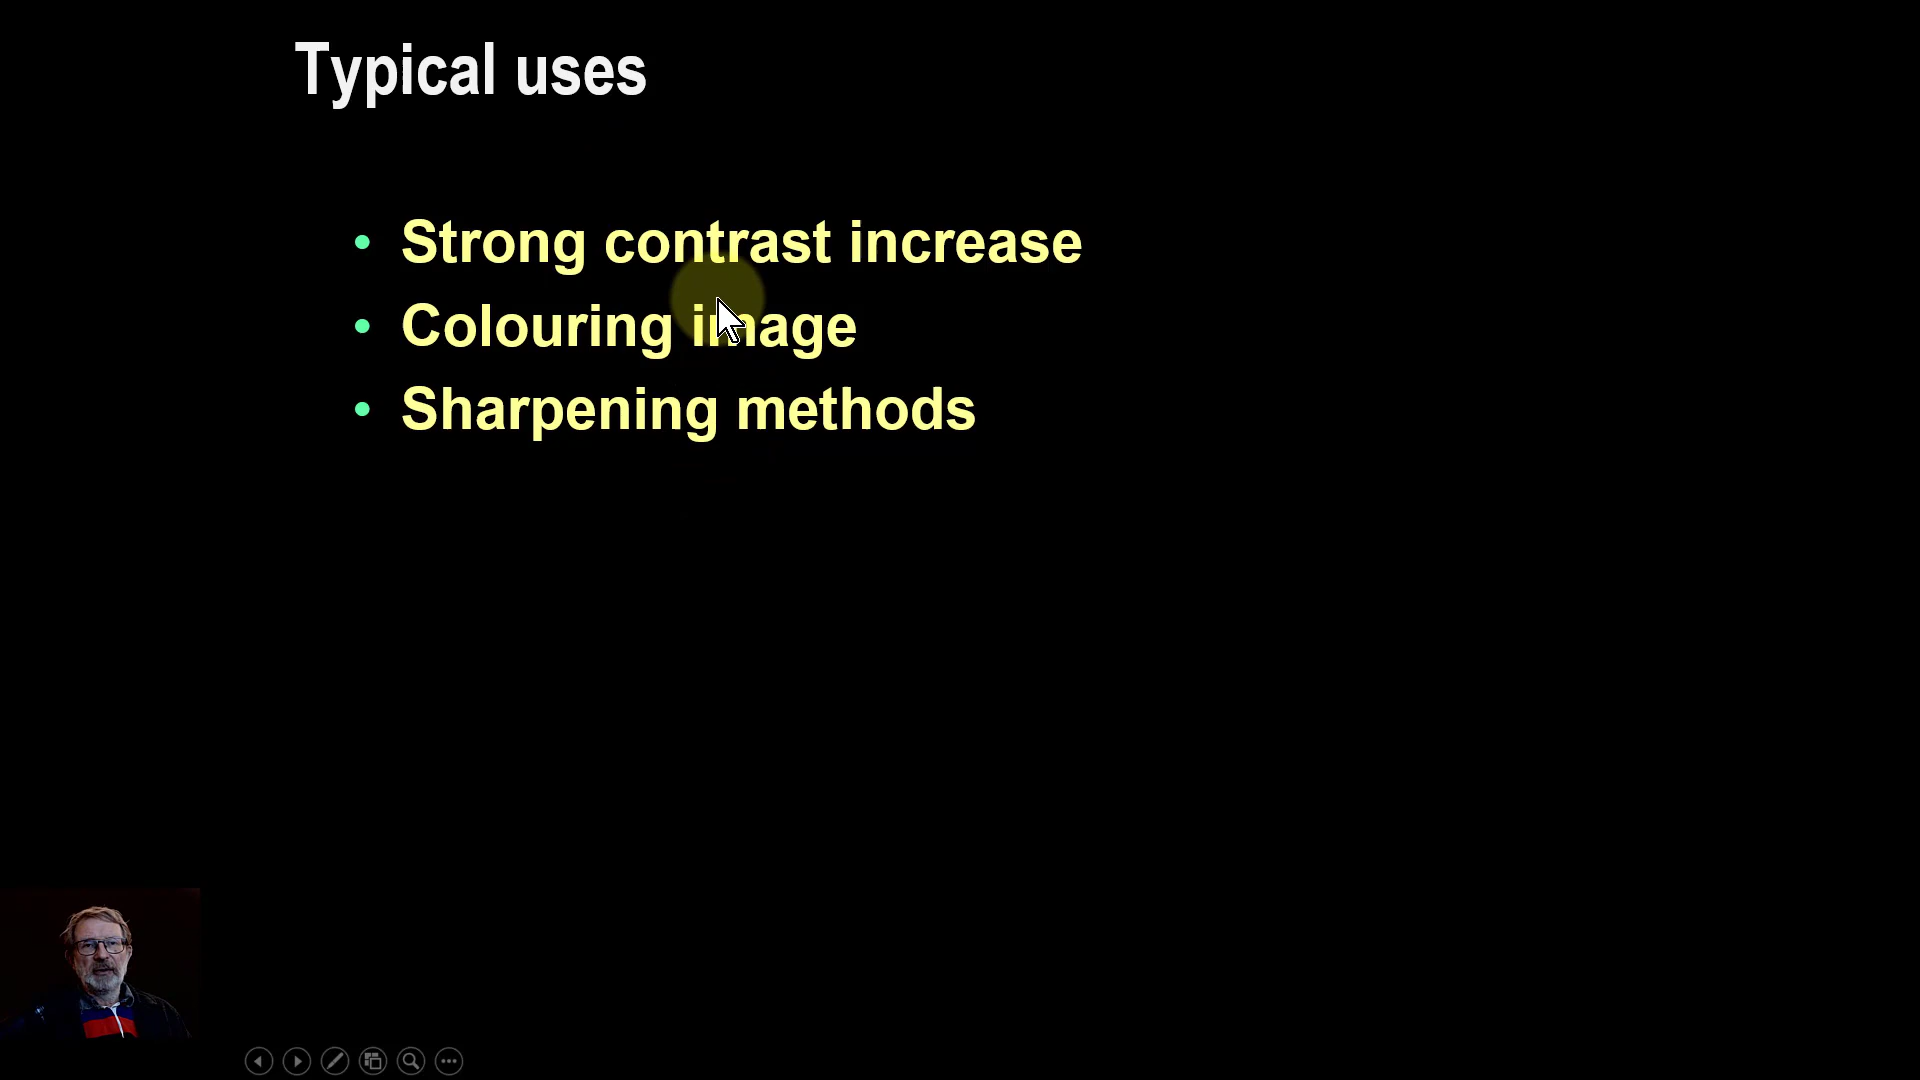 Typical uses
• Strong contrast increase
• Colouring image
• Sharpening methods